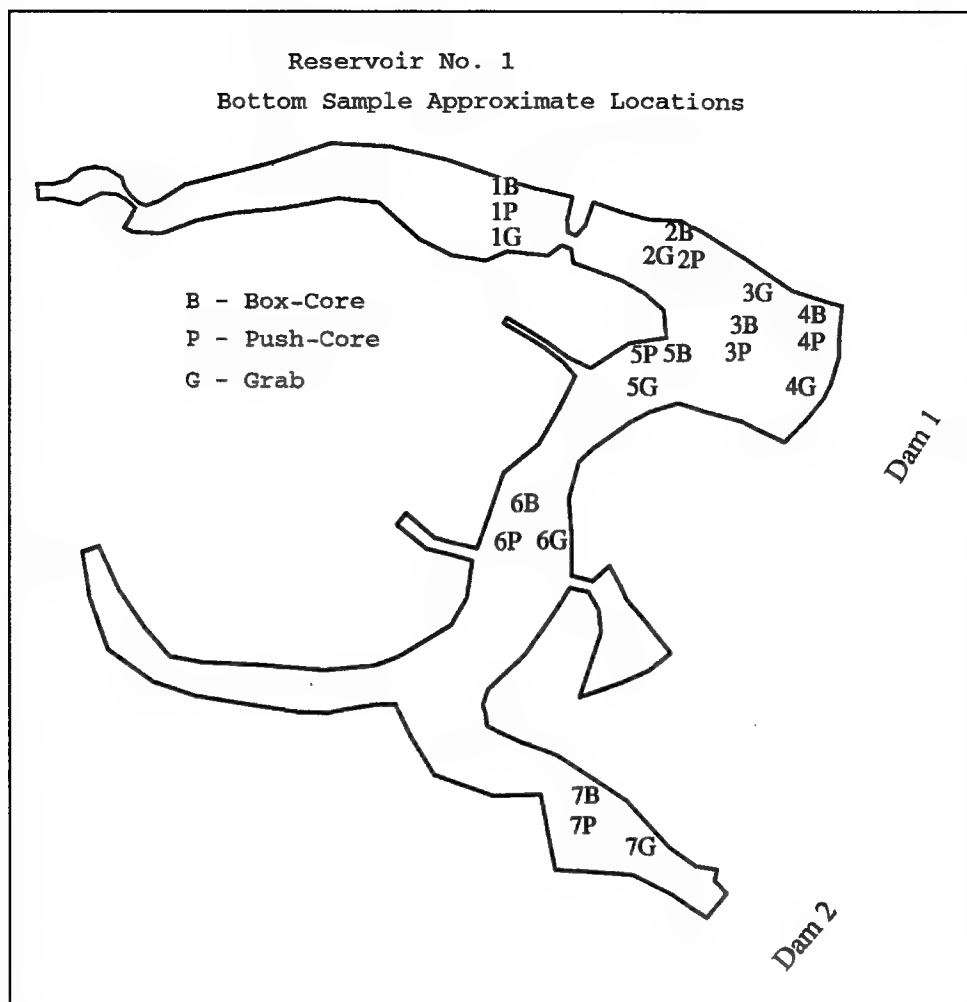 Reservoir No. 1
Bottom Sample Approximate Locations
1B
1P
1G
2B
2G 2P
3G
4B
B - Box-Core
3B
4P
P - Push-Core
5P 5B
3P
G - Grab
5G
4G
Dam 1
6B
6P 6G
7B
7P
7G
Dam 2